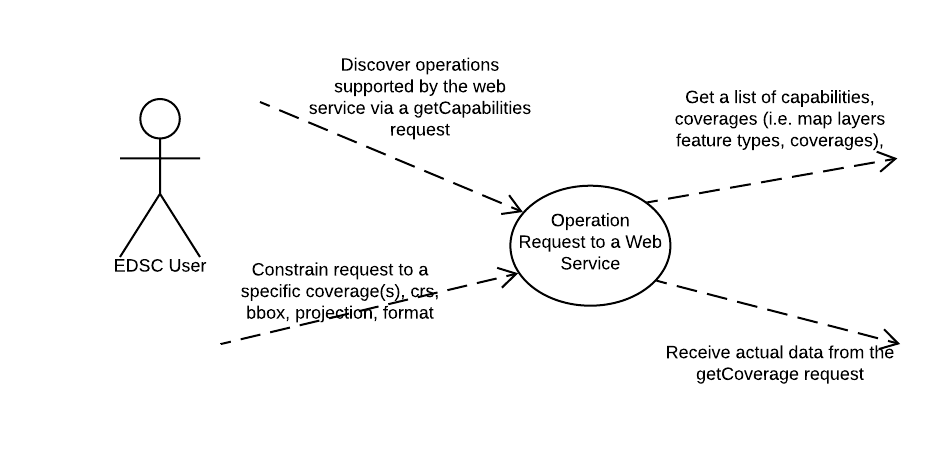 Discover operations
supported by the web
service via a getCapabilities
request
Get a list of capabilities,
coverages (i.e. map layers
feature types, coverages),
Operation
Request to a Web
Service
EDSC User
Constrain request to a
specific coverage(s), crs,
bbox, projection, format
Receive actual data from the
getCoverage request